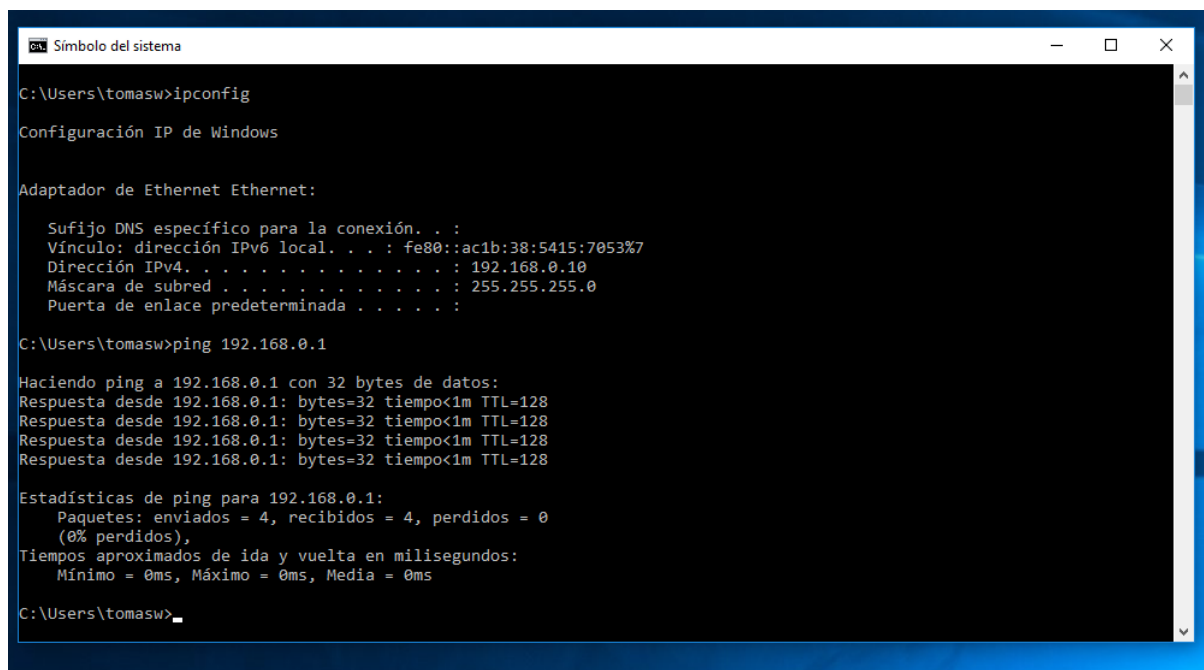 Símbolo del sistema
C:\Users\tomasw>ipconfig
Configuración IP de Windows
Adaptador de Ethernet Ethernet:
   Sufijo DNS específico para la conexión. . :
   Vínculo: dirección IPv6 local. . . : fe80::ac1b:38:5415:7053%7
   Dirección IPv4. . . . . . . . . . . . . . : 192.168.0.10
   Máscara de subred . . . . . . . . . . . . : 255.255.255.0
   Puerta de enlace predeterminada . . . . . :
C:\Users\tomasw>ping 192.168.0.1
Haciendo ping a 192.168.0.1 con 32 bytes de datos:
Respuesta desde 192.168.0.1: bytes=32 tiempo<1m TTL=128
Respuesta desde 192.168.0.1: bytes=32 tiempo<1m TTL=128
Respuesta desde 192.168.0.1: bytes=32 tiempo<1m TTL=128
Respuesta desde 192.168.0.1: bytes=32 tiempo<1m TTL=128
Estadísticas de ping para 192.168.0.1:
    Paquetes: enviados = 4, recibidos = 4, perdidos = 0
    (0% perdidos),
Tiempos aproximados de ida y vuelta en milisegundos:
    Mínimo = 0ms, Máximo = 0ms, Media = 0ms
C:\Users\tomasw>